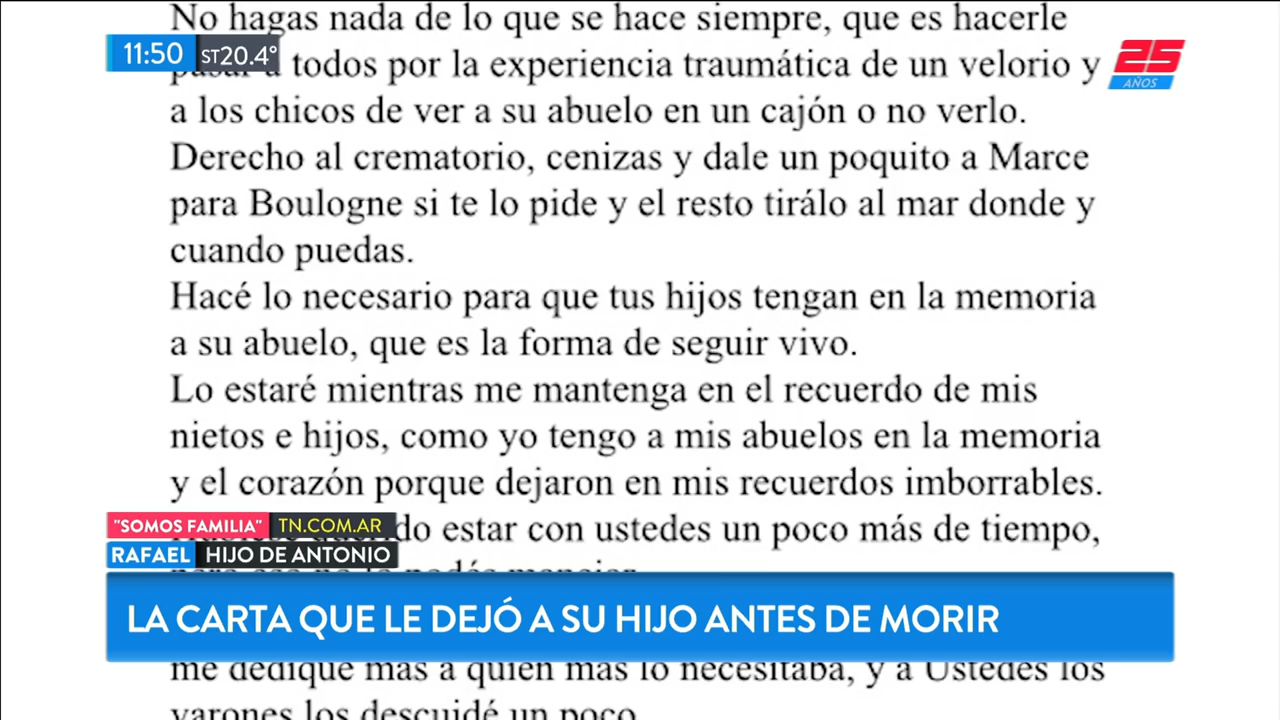 No hagas nada de lo que se hace siempre, que es hacerle
11:50 ST20.4°
todos por la experiencia traumática de un velorio y
25 AÑOS
a los chicos de ver a su abuelo en un cajón o no verlo.
Derecho al crematorio, cenizas y dale un poquito a Marce
para Boulogne si te lo pide y el resto tirálo al mar donde y
cuando puedas.
Hacé lo necesario para que tus hijos tengan en la memoria
a su abuelo, que es la forma de seguir vivo.
Lo estaré mientras me mantenga en el recuerdo de mis
nietos e hijos, como yo tengo a mis abuelos en la memoria
y el corazón porque dejaron en mis recuerdos imborrables.
"SOMOS FAMILIA" TN.COM.AR
estar con ustedes un poco más de tiempo,
RAFAEL HIJO DE ANTONIO
LA CARTA QUE LE DEJÓ A SU HIJO ANTES DE MORIR
me dediqué más a quien más lo necesitaba, y a Ustedes los
varones los descuidé un poco.